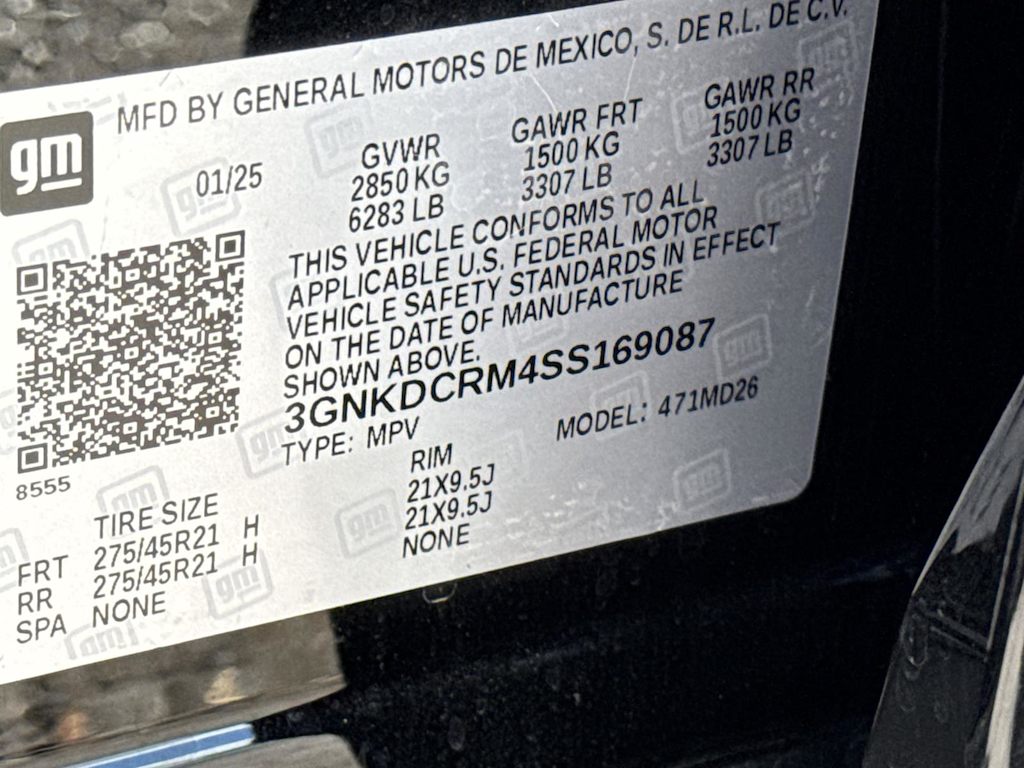 MFD BY GENERAL MOTORS DE MEXICO, S. DE R.L. DE C.V.
gm
01/25
GVWR
2850 KG
6283 LB
GAWR FRT
1500 KG
3307 LB
GAWR RR
1500 KG
3307 LB
THIS VEHICLE CONFORMS TO ALL
APPLICABLE U.S. FEDERAL MOTOR
VEHICLE SAFETY STANDARDS IN EFFECT
ON THE DATE OF MANUFACTURE
SHOWN ABOVE.
3GNKDCRM4SS169087
TYPE: MPV MODEL: 471MD26
8555
TIRE SIZE RIM
FRT 275/45R21 H 21X9.5J
RR 275/45R21 H 21X9.5J
SPA NONE NONE